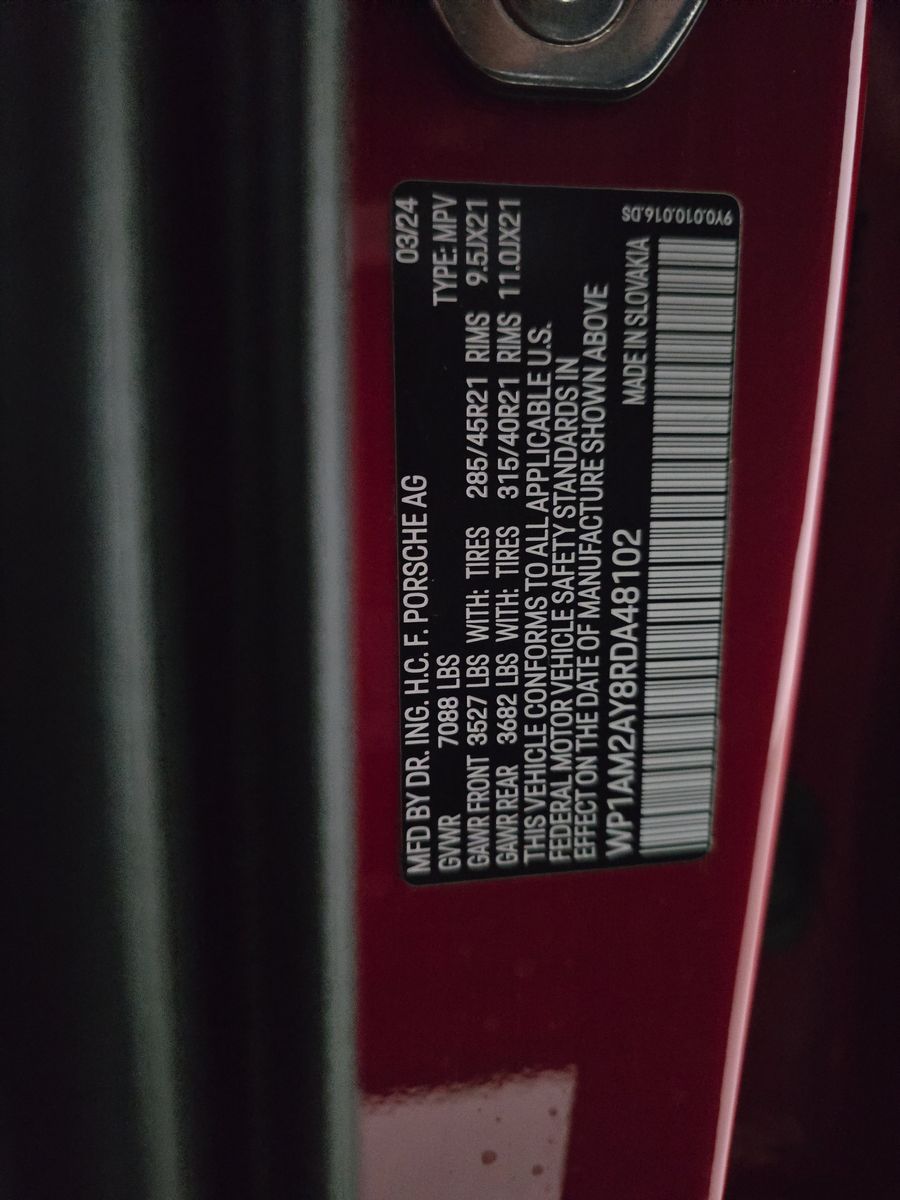 MFD BY DR. ING. H.C. F. PORSCHE AG 03/24
GVWR 7088 LBS TYPE: MPV
GAWR FRONT 3527 LBS WITH: TIRES 285/45R21 RIMS 9.5JX21
GAWR REAR 3682 LBS WITH: TIRES 315/40R21 RIMS 11.0JX21
THIS VEHICLE CONFORMS TO ALL APPLICABLE U.S.
FEDERAL MOTOR VEHICLE SAFETY STANDARDS IN
EFFECT ON THE DATE OF MANUFACTURE SHOWN ABOVE
WP1AM2AY8RDA48102 MADE IN SLOVAKIA
9Y0.010.016.DS